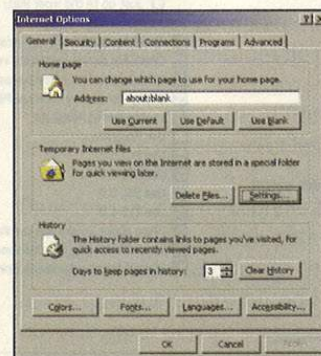 Internet Options
General Security Content Connections Programs Advanced
Home page
You can change which page to use for your home page.
Address: about:blank
Use Current Use Default Use Blank
Temporary Internet files
Pages you view on the Internet are stored in a special folder
for quick viewing later.
Delete Files... Settings...
History
The History folder contains links to pages you've visited, for
quick access to recently viewed pages.
Days to keep pages in history: 3 Clear History
Colors... Fonts... Languages... Accessibility...
OK Cancel Apply